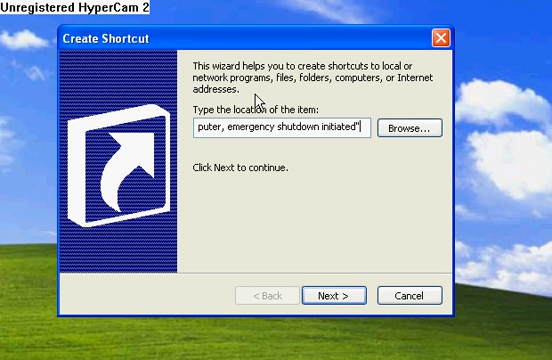 Unregistered HyperCam 2
Create Shortcut
This wizard helps you to create shortcuts to local or
network programs, files, folders, computers, or Internet
addresses.
Type the location of the item:
puter, emergency shutdown initiated"
Browse...
Click Next to continue.
< Back
Next >
Cancel